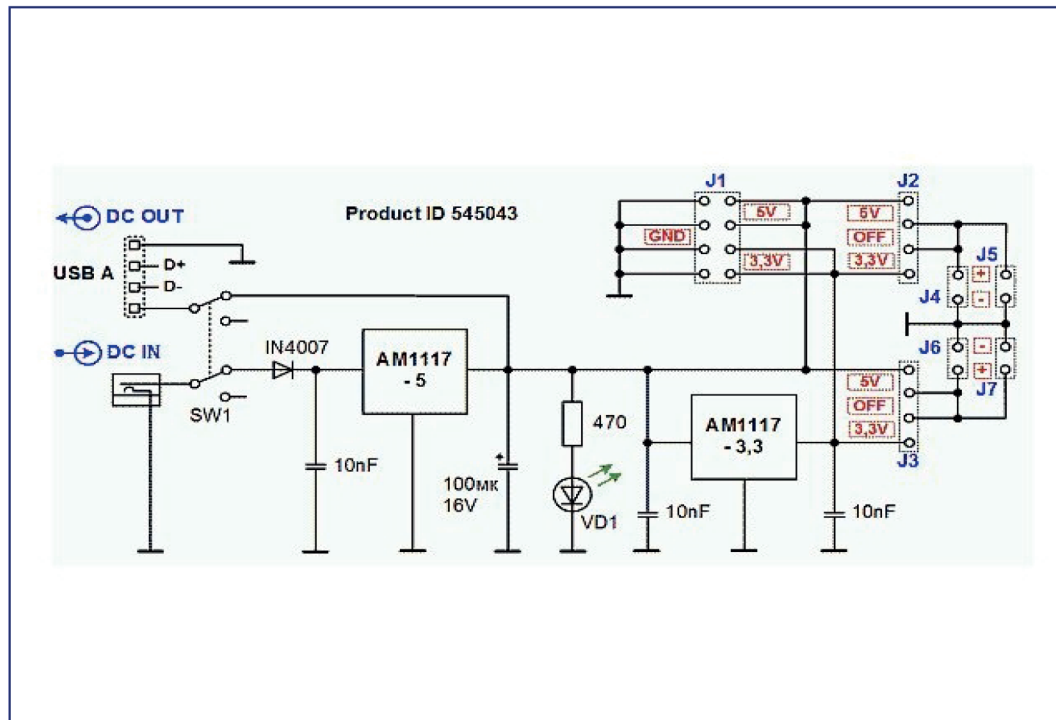 DC OUT
Product ID 545043
USB A
D+
D-
DC IN
SW1
IN4007
AM1117
- 5
10nF
100мк
16V
470
VD1
10nF
AM1117
- 3,3
10nF
J1
5V
GND
3,3V
J2
5V
OFF
3,3V
J5
J4
+
-
J6
-
+
J7
5V
OFF
3,3V
J3
+